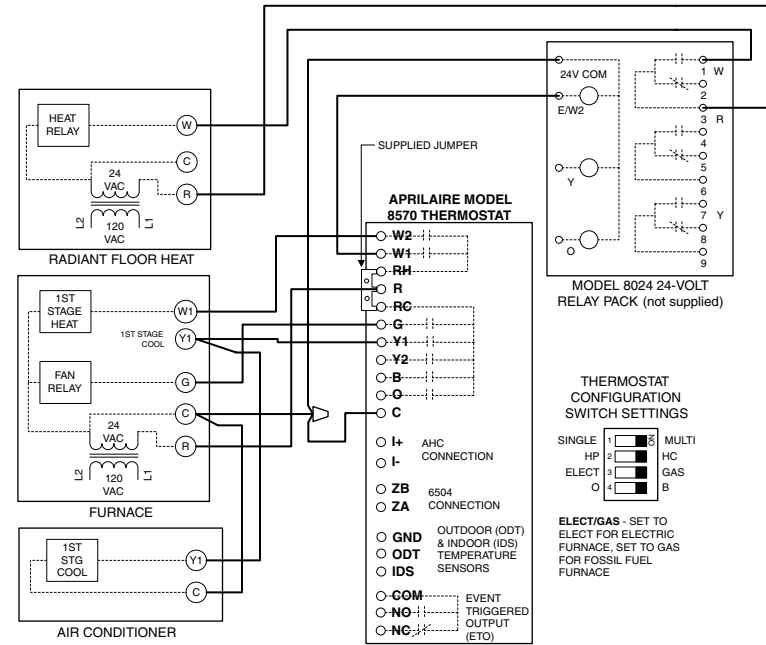 HEAT
RELAY
W
C
24
VAC
R
L2
120
VAC
L1
RADIANT FLOOR HEAT
1ST
STAGE
HEAT
W1
1ST STAGE
COOL
Y1
FAN
RELAY
G
C
24
VAC
R
L2
120
VAC
L1
FURNACE
1ST
STG
COOL
Y1
C
AIR CONDITIONER
SUPPLIED JUMPER
APRILAIRE MODEL
8570 THERMOSTAT
W2
W1
RH
R
RC
G
Y1
Y2
B
O
C
I+
I-
AHC
CONNECTION
ZB
ZA
6504
CONNECTION
GND
ODT
IDS
OUTDOOR (ODT)
& INDOOR (IDS)
TEMPERATURE
SENSORS
COM
NO
NC
EVENT
TRIGGERED
OUTPUT
(ETO)
24V COM
E/W2
Y
O
1 W
2
3 R
4
5
6
7 Y
8
9
MODEL 8024 24-VOLT
RELAY PACK (not supplied)
THERMOSTAT
CONFIGURATION
SWITCH SETTINGS
SINGLE 1 ON MULTI
HP 2 HC
ELECT 3 GAS
O 4 B
ELECT/GAS - SET TO
ELECT FOR ELECTRIC
FURNACE, SET TO GAS
FOR FOSSIL FUEL
FURNACE